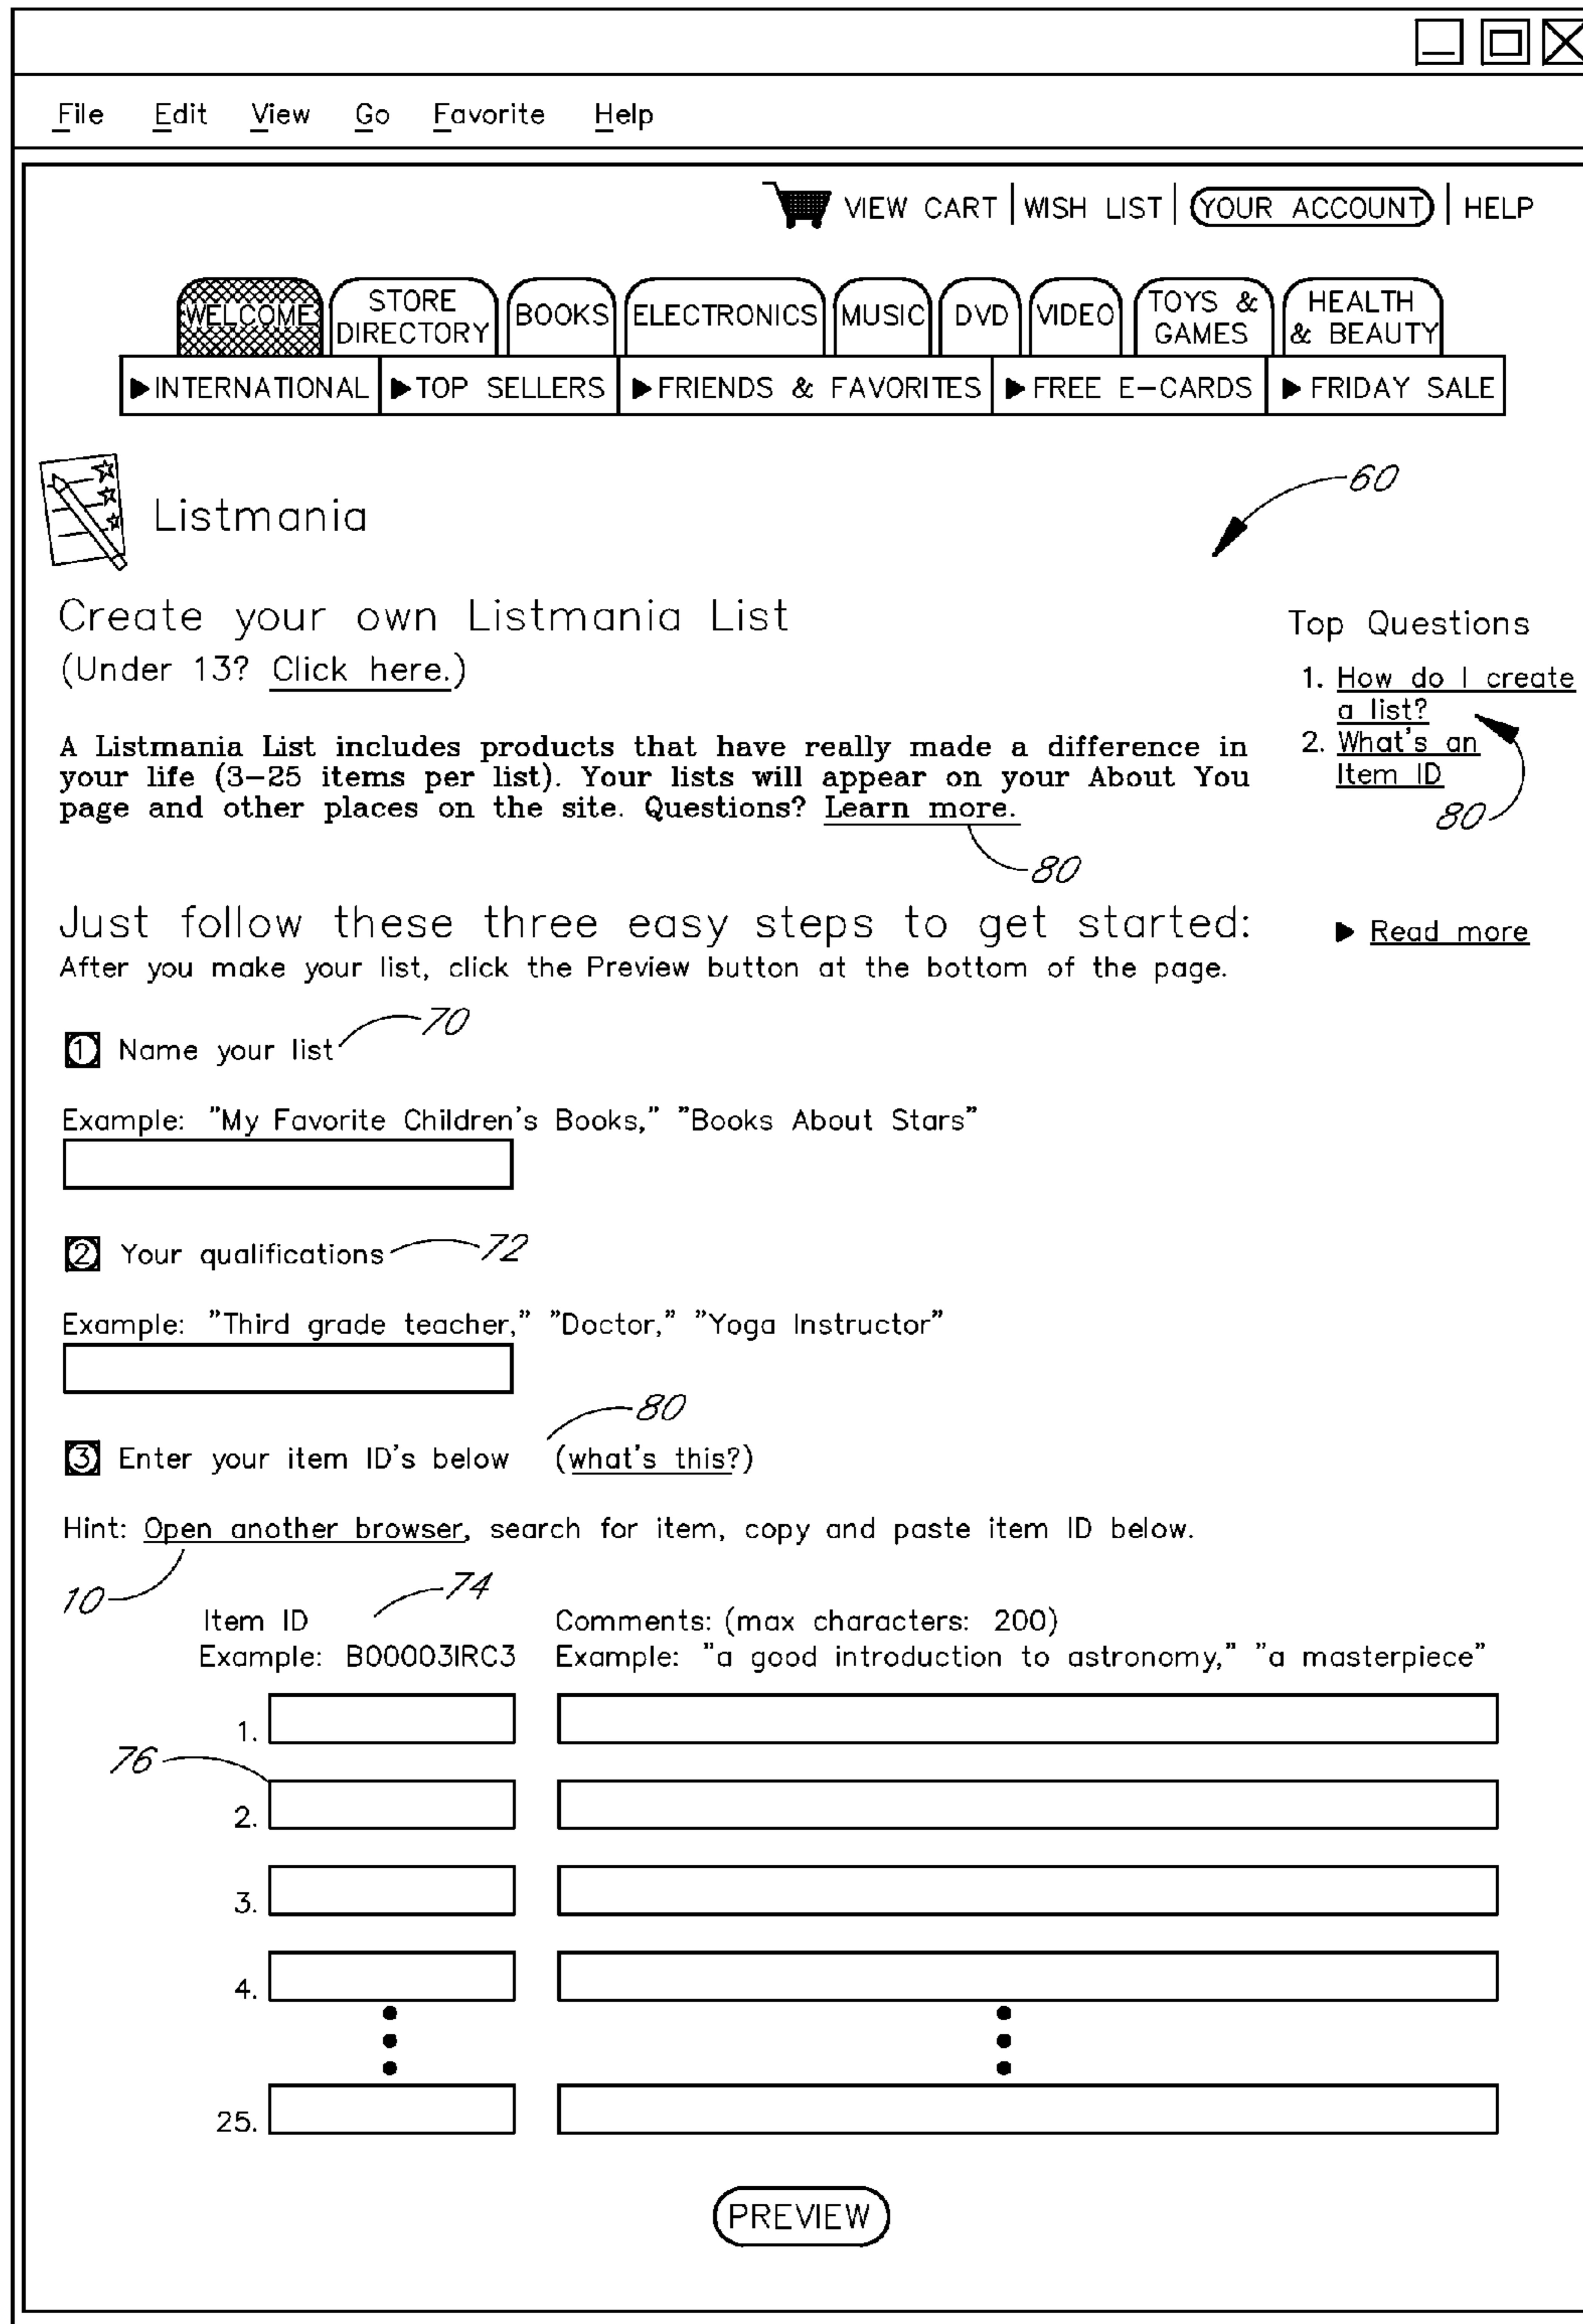 File Edit View Go Favorite Help
VIEW CART | WISH LIST | YOUR ACCOUNT | HELP
WELCOME STORE DIRECTORY BOOKS ELECTRONICS MUSIC DVD VIDEO TOYS & GAMES HEALTH & BEAUTY
INTERNATIONAL TOP SELLERS FRIENDS & FAVORITES FREE E-CARDS FRIDAY SALE
60
Listmania
Create your own Listmania List
(Under 13? Click here.)
Top Questions
1. How do I create
a list?
2. What's an
Item ID
80
A Listmania List includes products that have really made a difference in
your life (3-25 items per list). Your lists will appear on your About You
page and other places on the site. Questions? Learn more.
80
Just follow these three easy steps to get started:
Read more
After you make your list, click the Preview button at the bottom of the page.
70
1 Name your list
Example: "My Favorite Children's Books," "Books About Stars"
2 Your qualifications 72
Example: "Third grade teacher," "Doctor," "Yoga Instructor"
80
3 Enter your item ID's below (what's this?)
Hint: Open another browser, search for item, copy and paste item ID below.
10 74
Item ID Comments: (max characters: 200)
Example: B00003IRC3 Example: "a good introduction to astronomy," "a masterpiece"
1.
76
2.
3.
4.
25.
PREVIEW